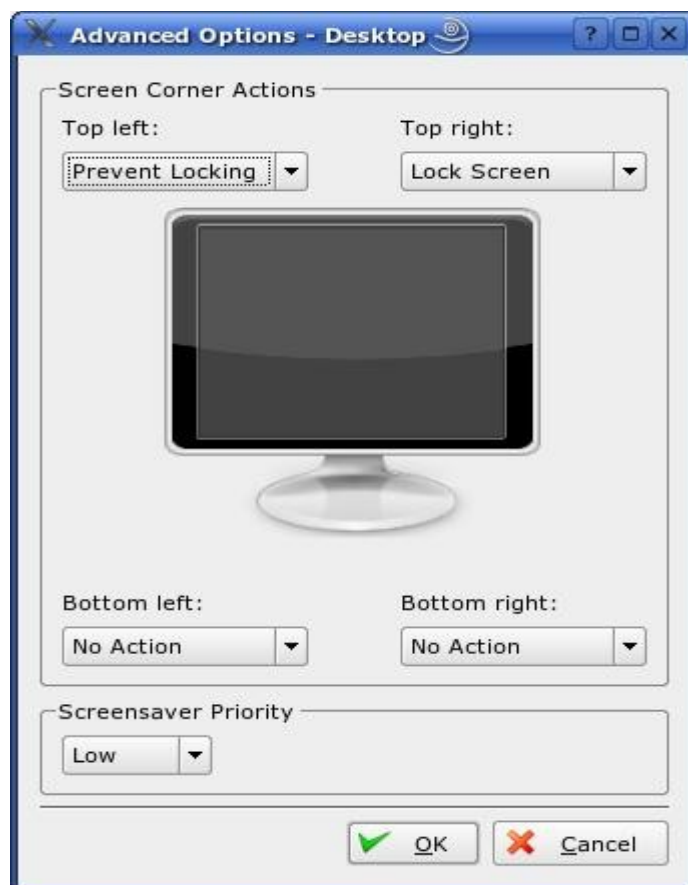 Advanced Options - Desktop
?
Screen Corner Actions
Top left:
Top right:
Prevent Locking
Lock Screen
Bottom left:
Bottom right:
No Action
No Action
Screensaver Priority
Low
OK
Cancel